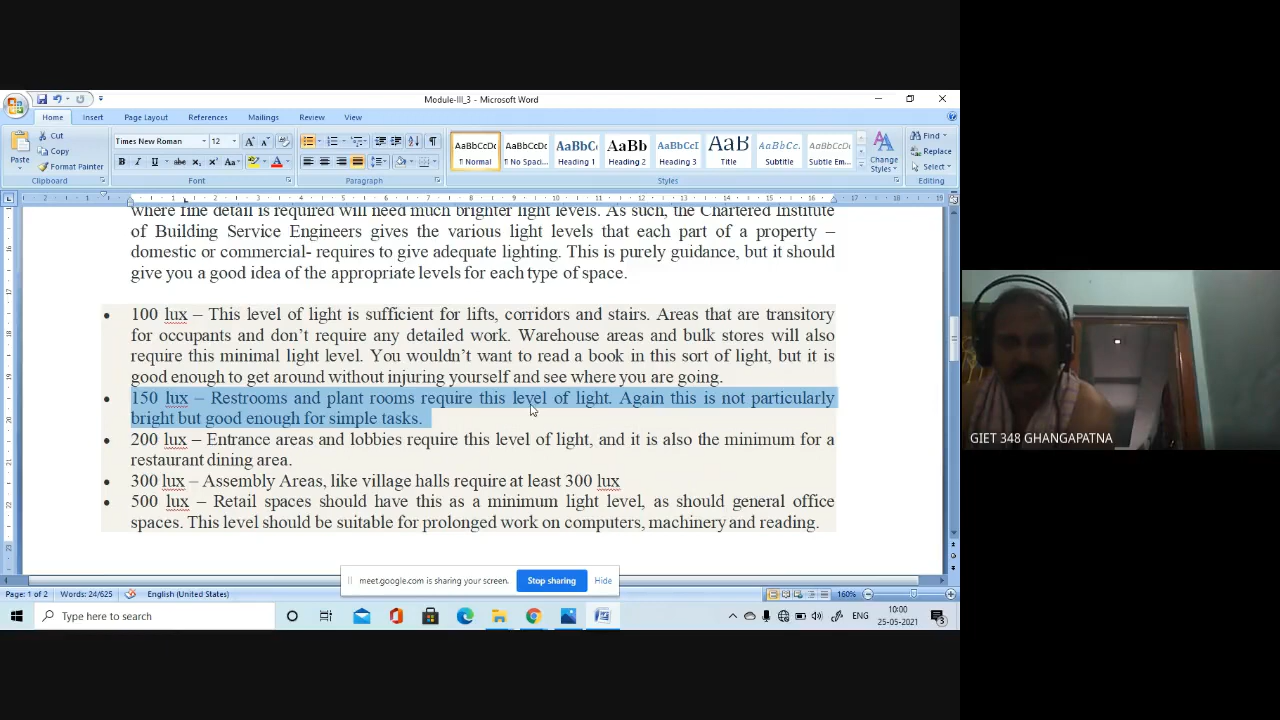 Module-III_3 - Microsoft Word
Home Insert Page Layout References Mailings Review View
Paste
Cut
Copy
Format Painter
Times New Roman 12
B I U abc x₂ x² Aa
AaBbCcDc AaBbCcDc AaBbCc AaBbCc AaBbCcI AaB AaBbCc. AaBbCcDc
¶ Normal ¶ No Spaci... Heading 1 Heading 2 Heading 3 Title Subtitle Subtle Em...
Change Styles
Find
Replace
Select
Clipboard Font Paragraph Styles Editing
where fine detail is required will need much brighter light levels. As such, the Chartered Institute
of Building Service Engineers gives the various light levels that each part of a property –
domestic or commercial- requires to give adequate lighting. This is purely guidance, but it should
give you a good idea of the appropriate levels for each type of space.
• 100 lux – This level of light is sufficient for lifts, corridors and stairs. Areas that are transitory
for occupants and don’t require any detailed work. Warehouse areas and bulk stores will also
require this mininal light level. You wouldn’t want to read a book in this sort of light, but it is
good enough to get around without injuring yourself and see where you are going.
• 150 lux – Restrooms and plant rooms require this level of light. Again this is not particularly
bright but good enough for simple tasks.
• 200 lux – Entrance areas and lobbies require this level of light, and it is also the minimum for a
restaurant dining area.
• 300 lux – Assembly Areas, like village halls require at least 300 lux
• 500 lux – Retail spaces should have this as a minimum light level, as should general office
spaces. This level should be suitable for prolonged work on computers, machinery and reading.
meet.google.com is sharing your screen. Stop sharing Hide
Page: 1 of 2 Words: 24/625 English (United States) 160%
Type here to search
ENG
10:00
25-05-2021
3
GIET 348 GHANGAPATNA